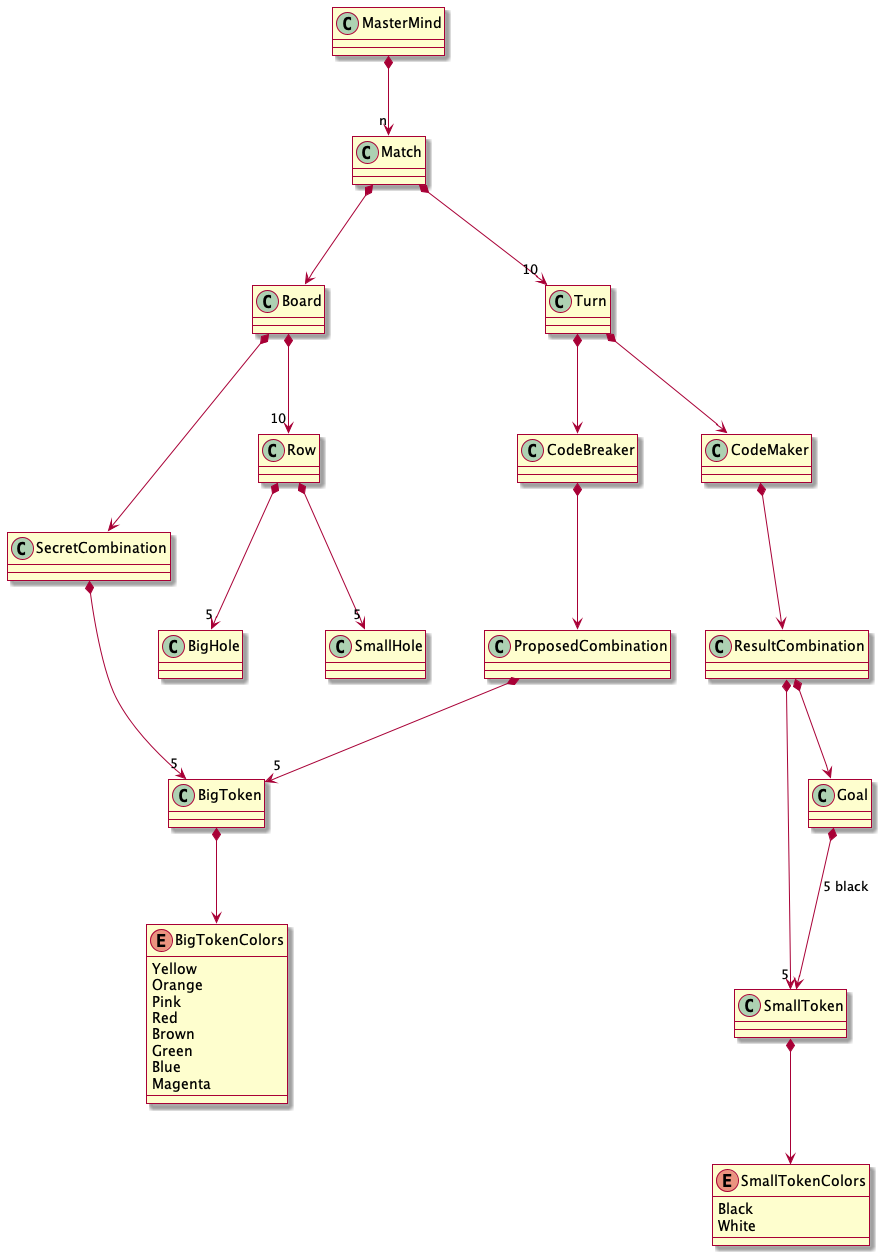 C MasterMind
n
C Match
10
C Board
C Turn
10
C Row
C CodeBreaker
C CodeMaker
C SecretCombination
5
5
C BigHole
C SmallHole
C ProposedCombination
C ResultCombination
5
5
C BigToken
C Goal
5 black
E BigTokenColors
Yellow
Orange
Pink
Red
Brown
Green
Blue
Magenta
5
C SmallToken
E SmallTokenColors
Black
White